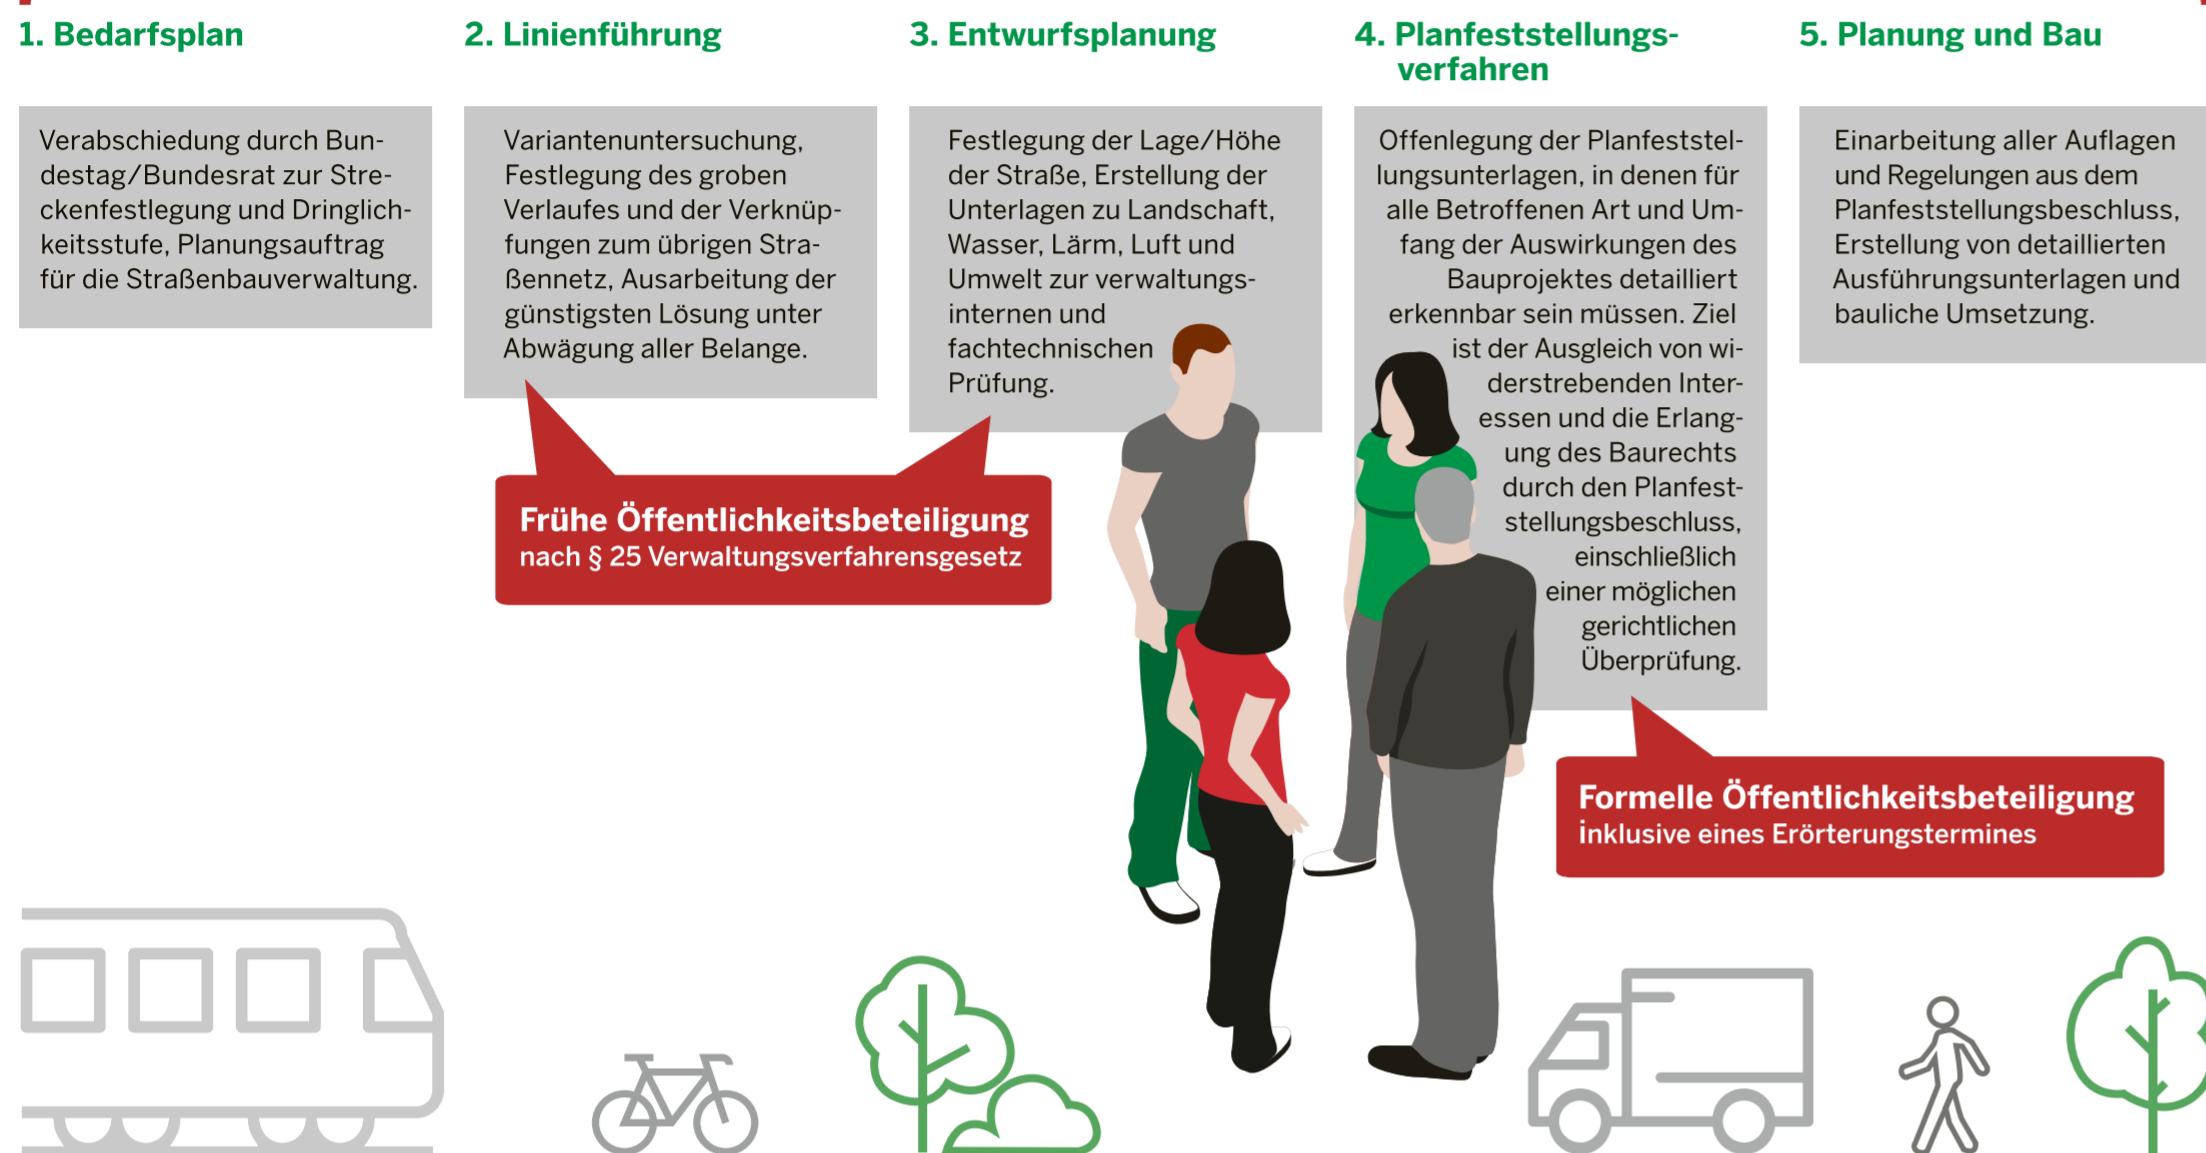 1. Bedarfsplan
Verabschiedung durch Bun-
destag/Bundesrat zur Stre-
ckenfestlegung und Dringlich-
keitsstufe, Planungsauftrag
für die Straßenbauverwaltung.
2. Linienführung
Variantenuntersuchung,
Festlegung des groben
Verlaufes und der Verknüp-
fungen zum übrigen Stra-
ßennetz, Ausarbeitung der
günstigsten Lösung unter
Abwägung aller Belange.
3. Entwurfsplanung
Festlegung der Lage/Höhe
der Straße, Erstellung der
Unterlagen zu Landschaft,
Wasser, Lärm, Luft und
Umwelt zur verwaltungs-
internen und
fachtechnischen
Prüfung.
Frühe Öffentlichkeitsbeteiligung
nach § 25 Verwaltungsverfahrensgesetz
4. Planfeststellungs-
verfahren
Offenlegung der Planfeststel-
lungsunterlagen, in denen für
alle Betroffenen Art und Um-
fang der Auswirkungen des
Bauprojektes detailliert
erkennbar sein müssen. Ziel
ist der Ausgleich von wi-
derstrebenden Inter-
essen und die Erlang-
ung des Baurechts
durch den Planfest-
stellungsbeschluss,
einschließlich
einer möglichen
gerichtlichen
Überprüfung.
Formelle Öffentlichkeitsbeteiligung
inklusive eines Erörterungstermines
5. Planung und Bau
Einarbeitung aller Auflagen
und Regelungen aus dem
Planfeststellungsbeschluss,
Erstellung von detaillierten
Ausführungsunterlagen und
bauliche Umsetzung.